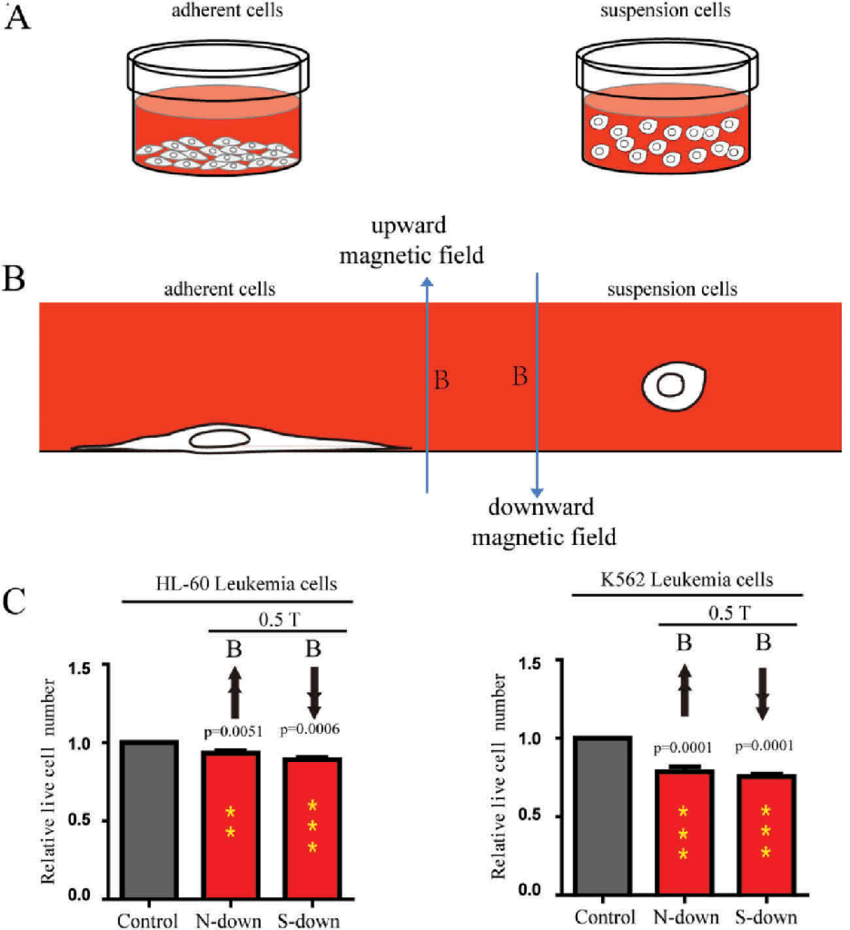 A
adherent cells
suspension cells
upward
magnetic field
B
adherent cells
suspension cells
B
B
downward
magnetic field
C
HL-60 Leukemia cells
0.5 T
B
B
Relative live cell number
1.5
1.0
0.5
0.0
p=0.0051
p=0.0006
**
***
Control
N-down
S-down
K562 Leukemia cells
0.5 T
B
B
Relative live cell number
1.5
1.0
0.5
0.0
p=0.0001
p=0.0001
***
***
Control
N-down
S-down